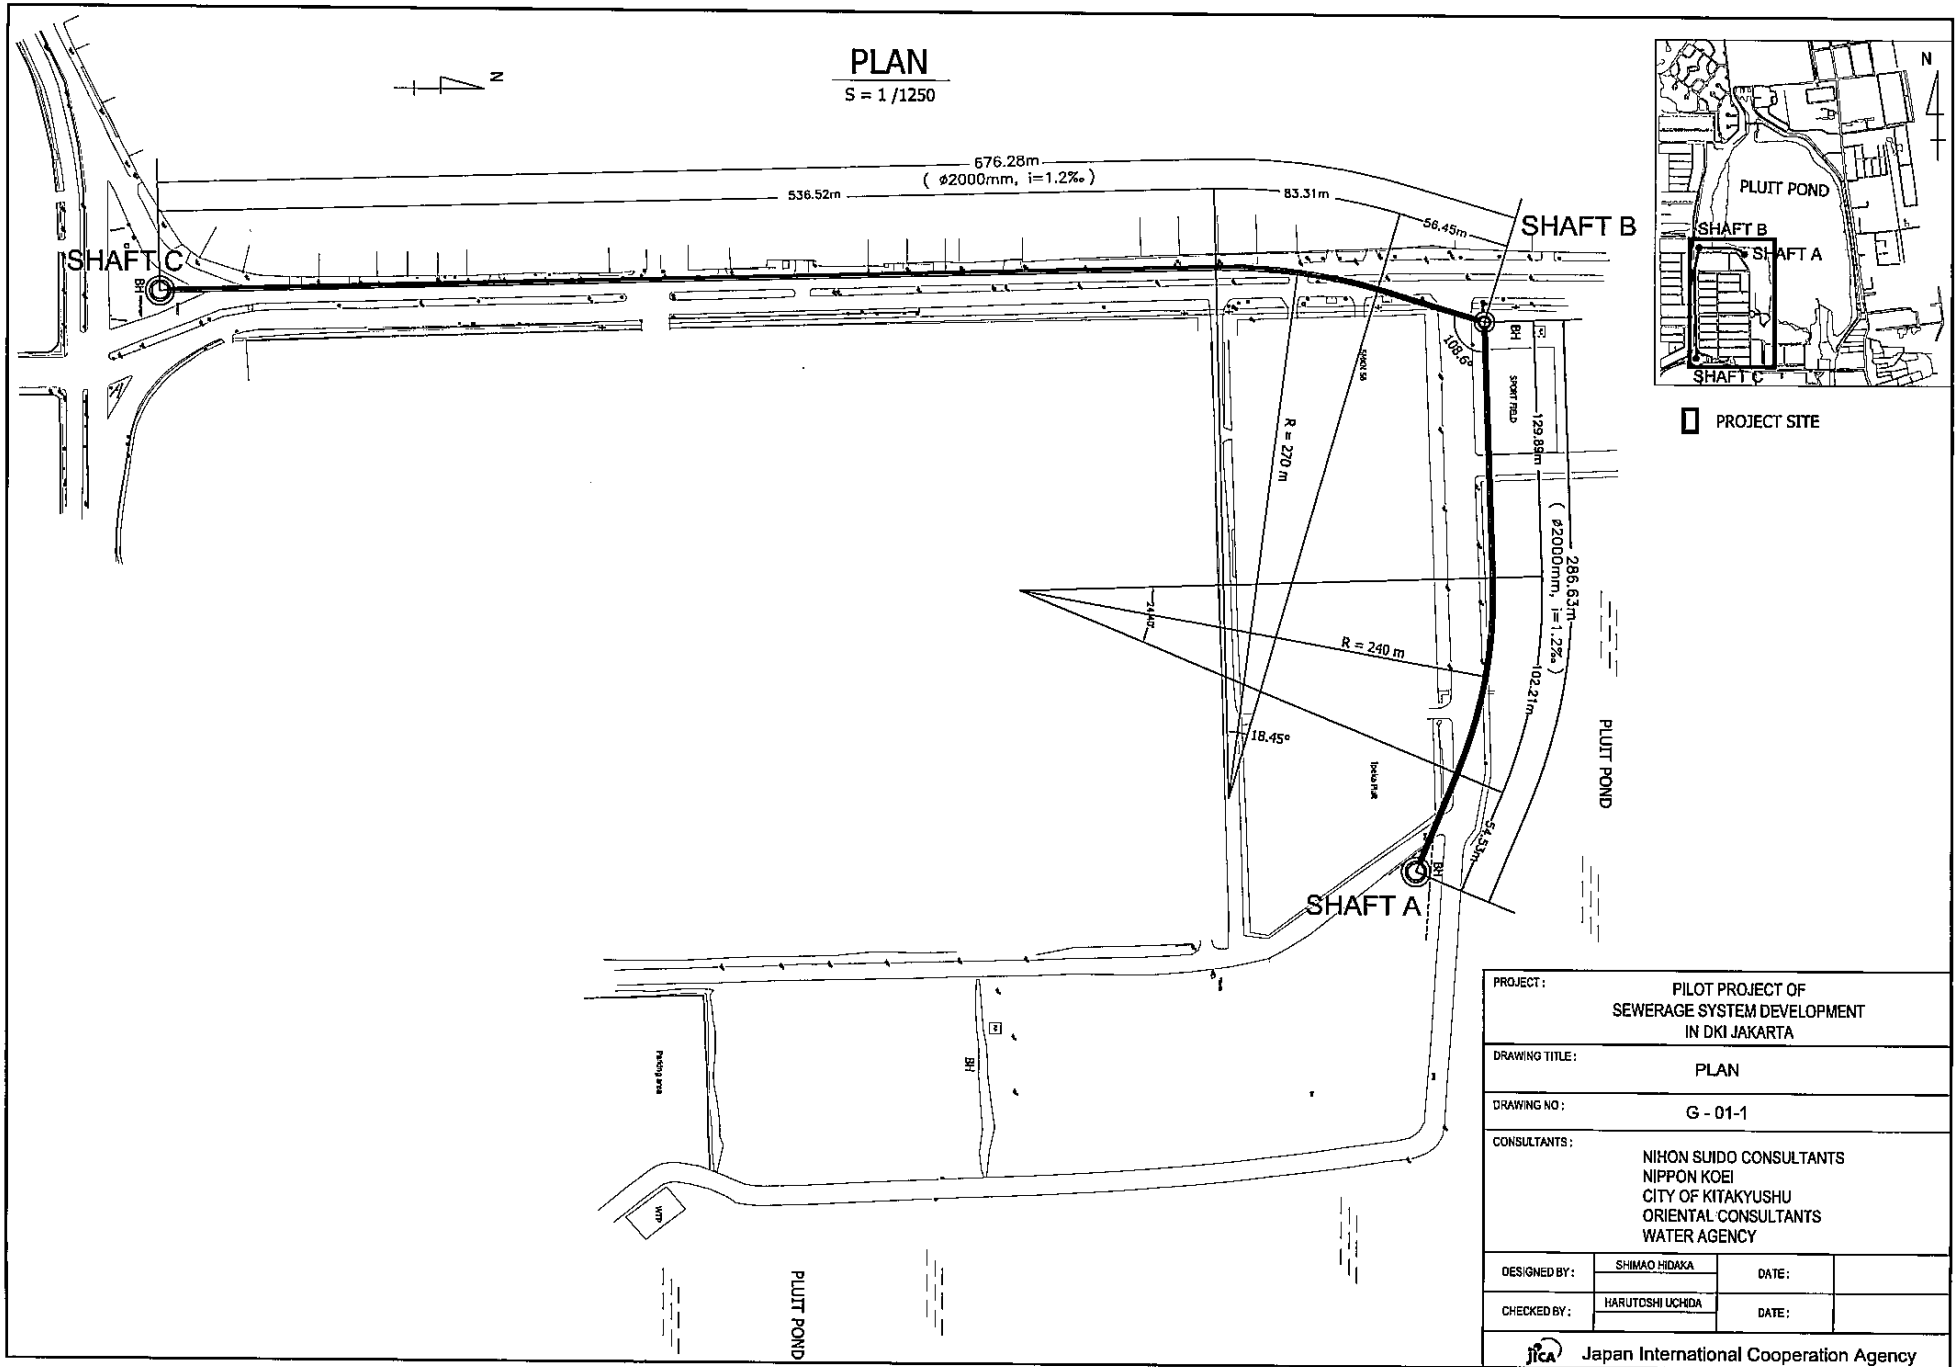 PLAN
S = 1 /1250
N
676.28m
( ø2000mm, i=1.2‰ )
536.52m
83.31m
56.45m
SHAFT C
BH
SHAFT B
BH
108.6°
SPORT FIELD
129.89m
R = 270 m
286.63m
( ø2000mm, i=1.2‰ )
R = 240 m
102.21m
18.45°
54.53m
PLUIT POND
BH
SHAFT A
Parking area
BH
WTP
PLUIT POND
N
PLUIT POND
SHAFT B
SHAFT A
SHAFT C
PROJECT SITE
PROJECT :
PILOT PROJECT OF
SEWERAGE SYSTEM DEVELOPMENT
IN DKI JAKARTA
DRAWING TITLE :
PLAN
DRAWING NO :
G - 01-1
CONSULTANTS :
NIHON SUIDO CONSULTANTS
NIPPON KOEI
CITY OF KITAKYUSHU
ORIENTAL CONSULTANTS
WATER AGENCY
DESIGNED BY : SHIMAO HIDAKA DATE :
CHECKED BY : HARUTOSHI UCHIDA DATE :
jica Japan International Cooperation Agency